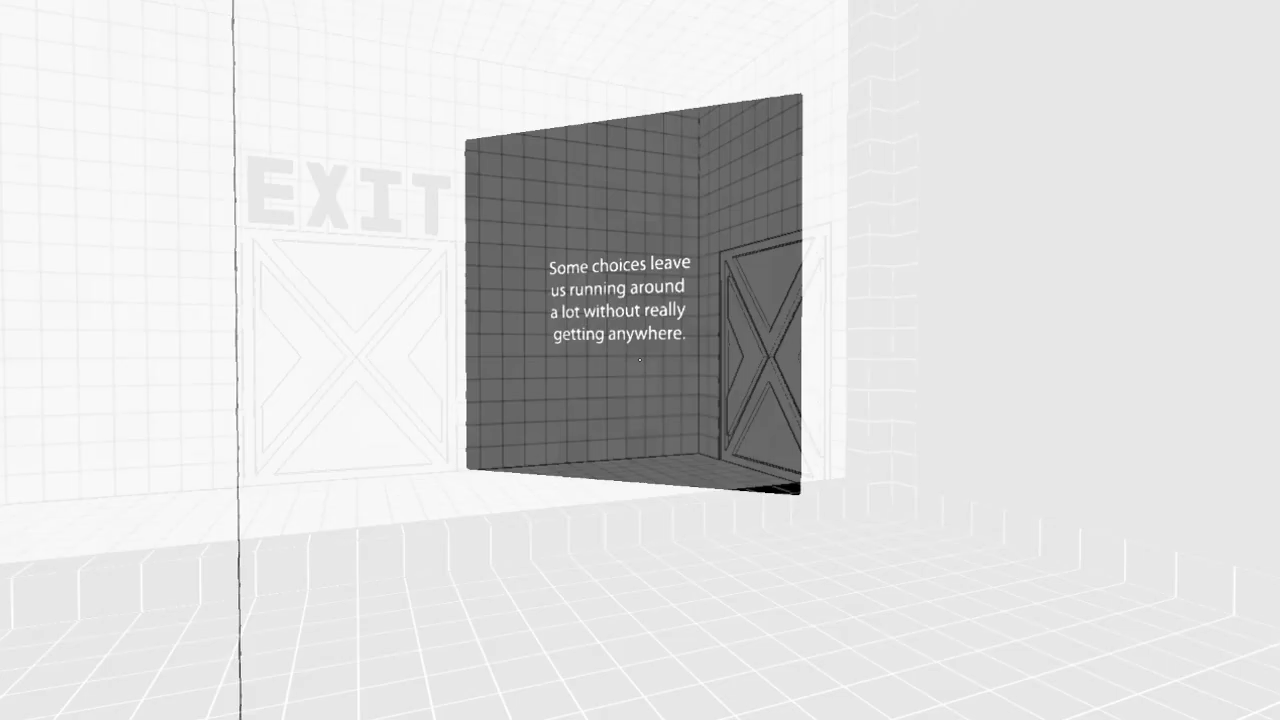 EXIT
Some choices leave
us running around
a lot without really
getting anywhere.